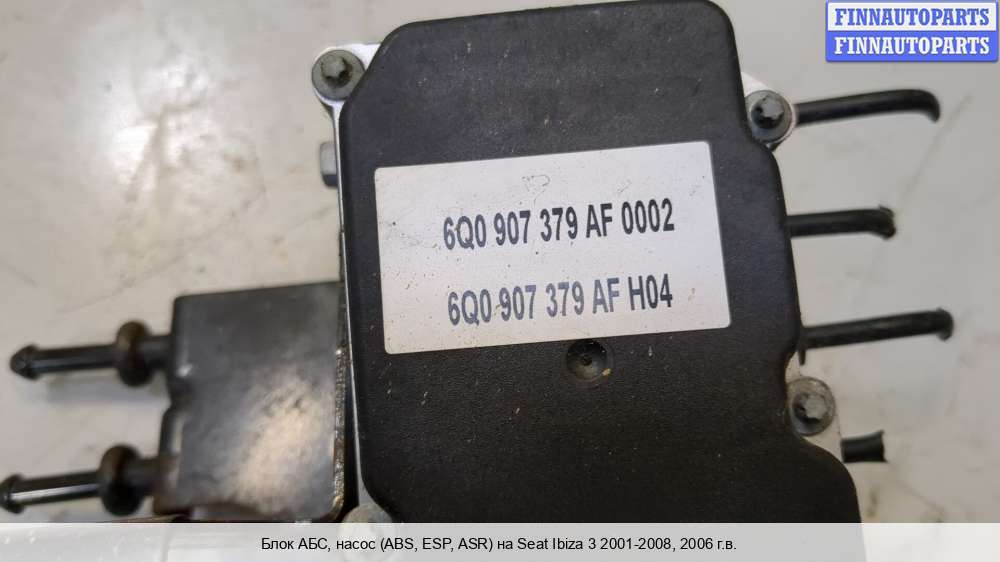 FINNAUTOPARTS
FINNAUTOPARTS
6Q0 907 379 AF 0002
6Q0 907 379 AF H04
Блок АБС, насос (ABS, ESP, ASR) на Seat Ibiza 3 2001-2008, 2006 г.в.